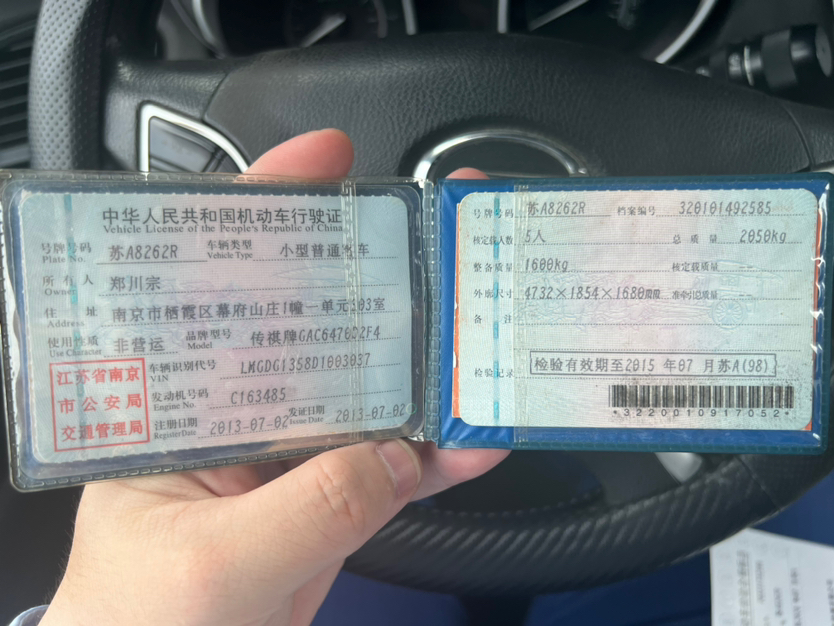 中华人民共和国机动车行驶证
Vehicle License of the People's Republic of China
号牌号码 苏A8262R 车辆类型 小型普通客车
Plate No. Vehicle Type
所有人 郑川宗
Owner
住址 南京市栖霞区幕府山庄1幢一单元503室
Address
使用性质 非营运 品牌型号 传祺牌GAC6470D2F4
Use Character Model
江苏省南京
市公安局
交通管理局
车辆识别代号 LMGDG1358D1003037
VIN
发动机号码 C163485
Engine No.
注册日期 2013-07-02 发证日期 2013-07-02
Register Date Issue Date
号牌号码 苏A8262R 档案编号 320101492585
核定载人数 5人 总质量 2050kg
整备质量 1600kg 核定载质量 --
外廓尺寸 4732×1854×1680mm 准牵引总质量 --
备注
检验记录 检验有效期至2015年07月苏A(98)
*3220010917052*